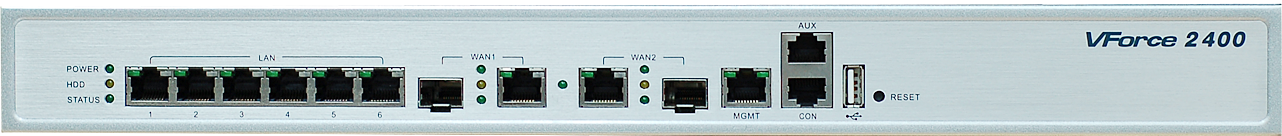 AUX
VForce 2400
LAN
WAN1
WAN2
POWER
HDD
STATUS
RESET
1 2 3 4 5 6
MGMT
CON